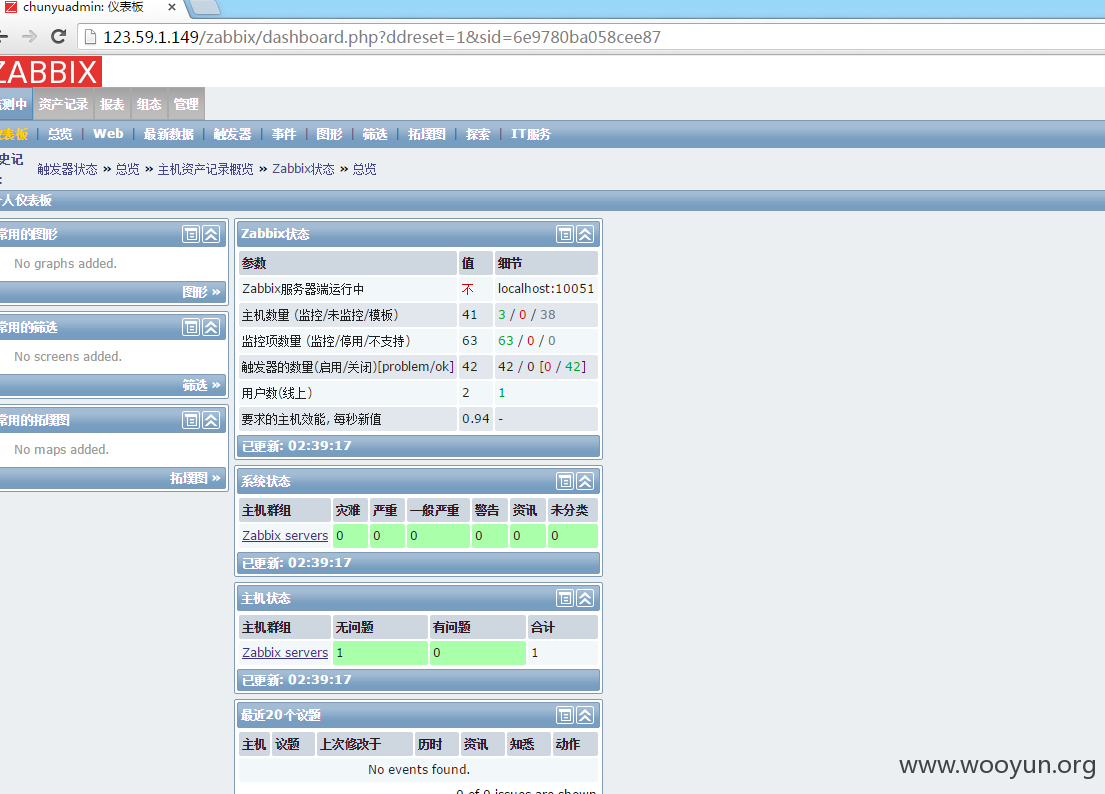 chunyuadmin: 仪表板
123.59.1.149/zabbix/dashboard.php?ddreset=1&sid=6e9780ba058cee87
ZABBIX
测中 资产记录 报表 组态 管理
表板 | 总览 | Web | 最新数据 | 触发器 | 事件 | 图形 | 筛选 | 拓墣图 | 探索 | IT服务
史记
: 触发器状态 » 总览 » 主机资产记录概览 » Zabbix状态 » 总览
人仪表板
常用的图形
No graphs added.
图形 »
常用的筛选
No screens added.
筛选 »
常用的拓墣图
No maps added.
拓墣图 »
Zabbix状态
参数 值 细节
Zabbix服务器端运行中 不 localhost:10051
主机数量 (监控/未监控/模板) 41 3 / 0 / 38
监控项数量 (监控/停用/不支持) 63 63 / 0 / 0
触发器的数量(启用/关闭)[problem/ok] 42 42 / 0 [0 / 42]
用户数(线上) 2 1
要求的主机效能, 每秒新值 0.94 -
已更新: 02:39:17
系统状态
主机群组 灾难 严重 一般严重 警告 资讯 未分类
Zabbix servers 0 0 0 0 0 0
已更新: 02:39:17
主机状态
主机群组 无问题 有问题 合计
Zabbix servers 1 0 1
已更新: 02:39:17
最近20个议题
主机 议题 上次修改于 历时 资讯 知悉 动作
No events found.
0 of 0 issues are shown
www.wooyun.org